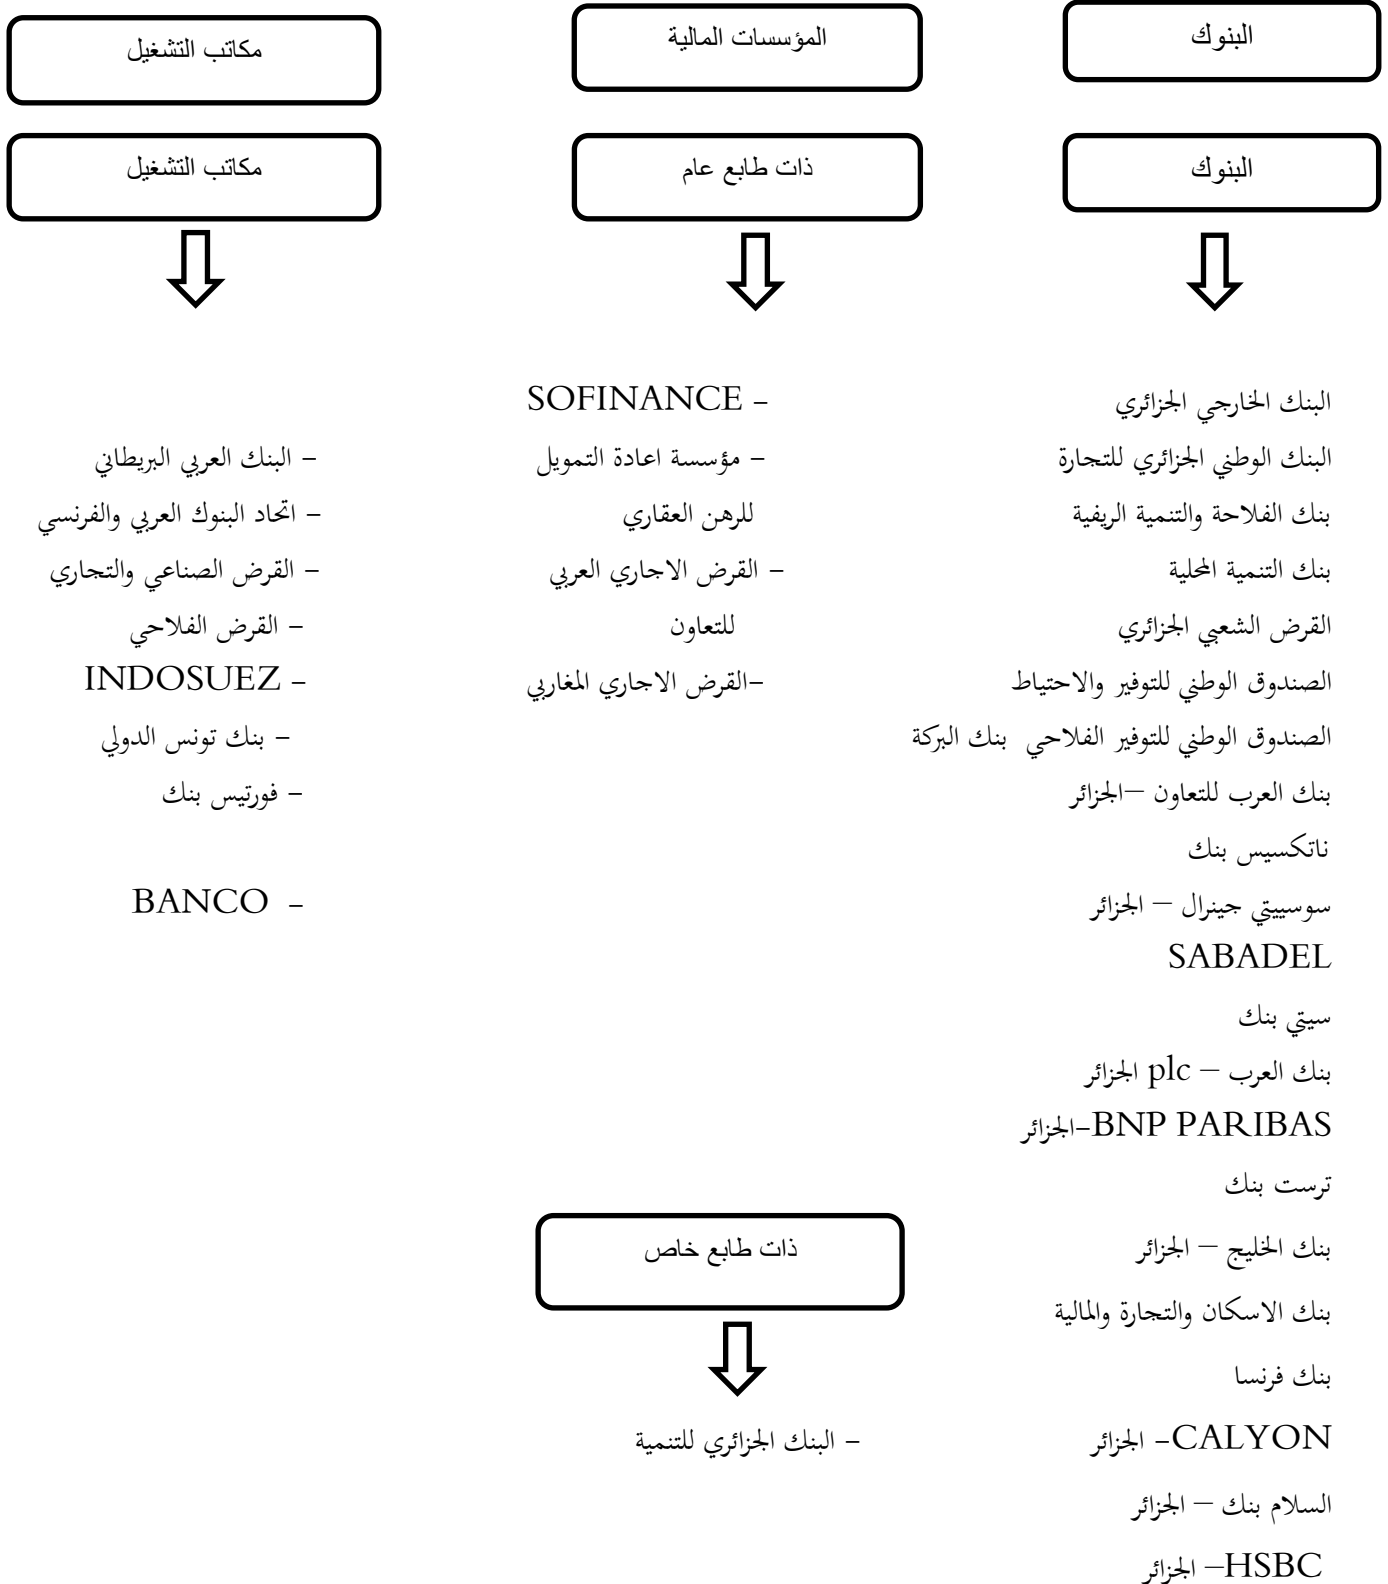 البنوك
المؤسسات المالية
مكاتب التشغيل
البنوك
ذات طابع عام
مكاتب التشغيل
البنك الخارجي الجزائري
البنك الوطني الجزائري للتجارة
بنك الفلاحة والتنمية الريفية
بنك التنمية المحلية
القرض الشعبي الجزائري
الصندوق الوطني للتوفير والاحتياط
الصندوق الوطني للتوفير الفلاحي بنك البركة
بنك العرب للتعاون –الجزائر
ناتكسيس بنك
سوسييتي جينرال – الجزائر
SABADEL
سيتي بنك
بنك العرب – plc الجزائر
BNP PARIBAS-الجزائر
ترست بنك
بنك الخليج – الجزائر
بنك الاسكان والتجارة والمالية
بنك فرنسا
CALYON- الجزائر
السلام بنك – الجزائر
HSBC– الجزائر
- SOFINANCE
- مؤسسة اعادة التمويل
للرهن العقاري
- القرض الاجاري العربي
للتعاون
-القرض الاجاري المغاربي
ذات طابع خاص
- البنك الجزائري للتنمية
- البنك العربي البريطاني
- اتحاد البنوك العربي والفرنسي
- القرض الصناعي والتجاري
- القرض الفلاحي
- INDOSUEZ
- بنك تونس الدولي
- فورتيس بنك
- BANCO